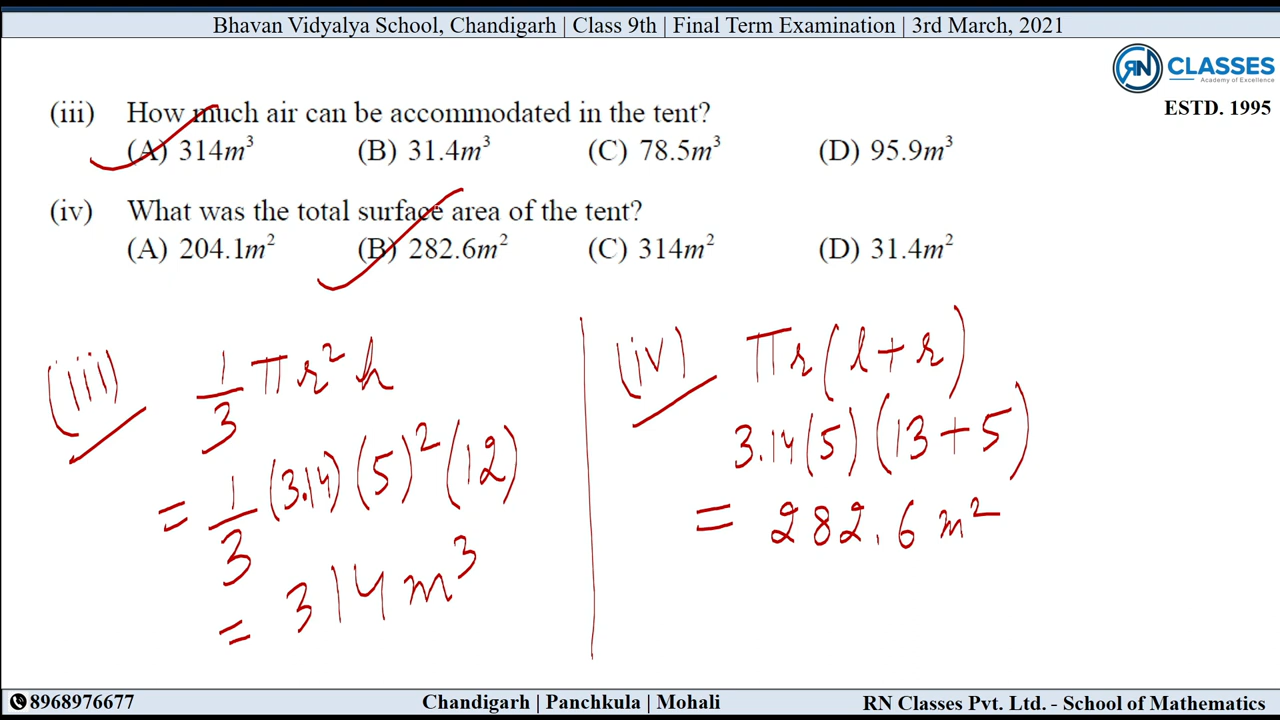 Bhavan Vidyalya School, Chandigarh | Class 9th | Final Term Examination | 3rd March, 2021
RN CLASSES
Academy of Excellence
ESTD. 1995
(iii) How much air can be accommodated in the tent?
(A) 314m³ (B) 31.4m³ (C) 78.5m³ (D) 95.9m³
(iv) What was the total surface area of the tent?
(A) 204.1m² (B) 282.6m² (C) 314m² (D) 31.4m²
(iii) 1/3 πr²h
= 1/3 (3.14)(5)²(12)
= 314 m³
(iv) πr(l+r)
3.14(5)(13+5)
= 282.6 m²
8968976677
Chandigarh | Panchkula | Mohali
RN Classes Pvt. Ltd. - School of Mathematics